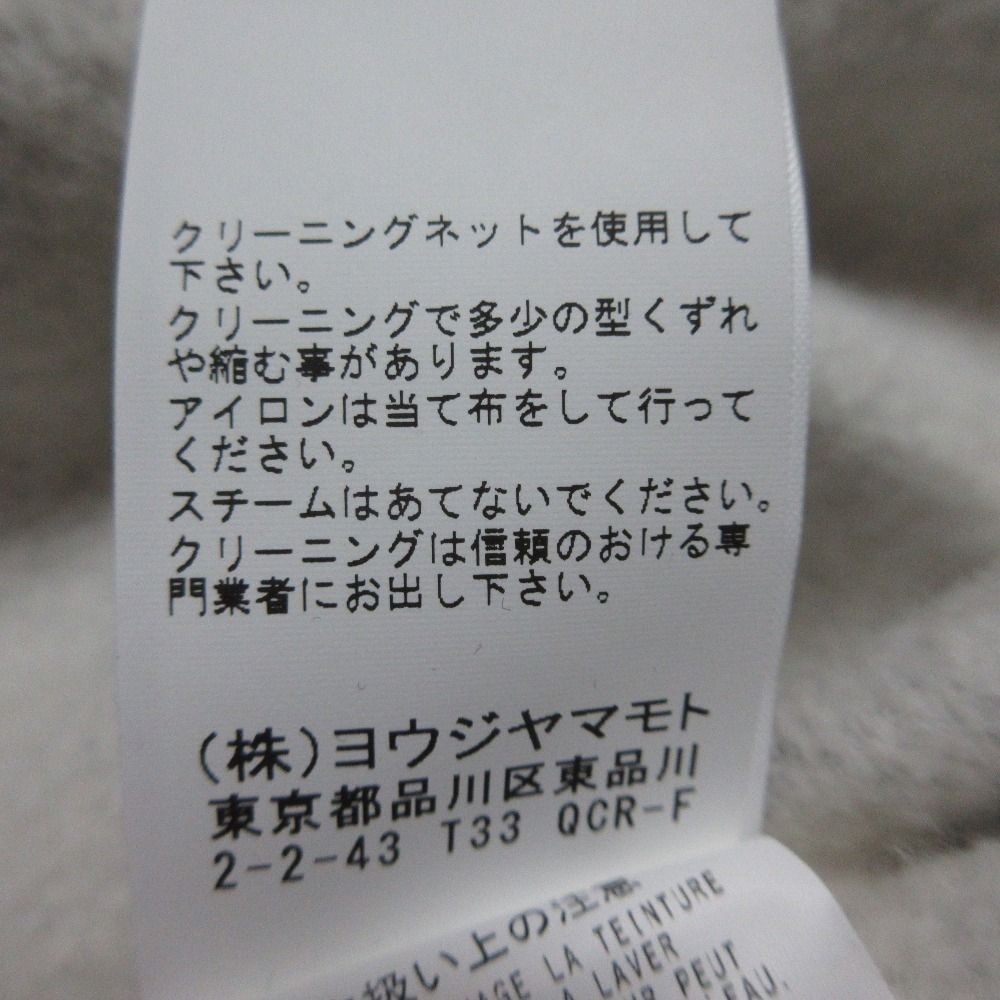 クリーニングネットを使用して
下さい。
クリーニングで多少の型くずれ
や縮む事があります。
アイロンは当て布をして行って
ください。
スチームはあてないでください。
クリーニングは信頼のおける専
門業者にお出し下さい。
(株)ヨウジヤマモト
東京都品川区東品川
2-2-43 T33 QCR-F
扱い上の注意
LA TEINTURE
A LAVER
PEUT